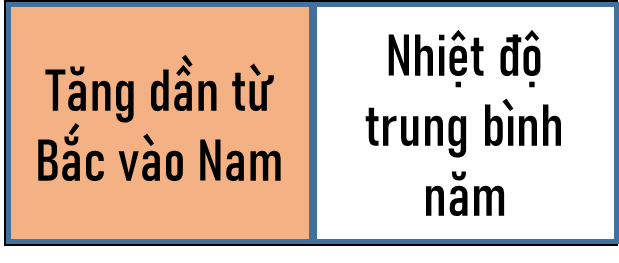 Tăng dần từ
Bắc vào Nam
Nhiệt độ
trung bình
năm